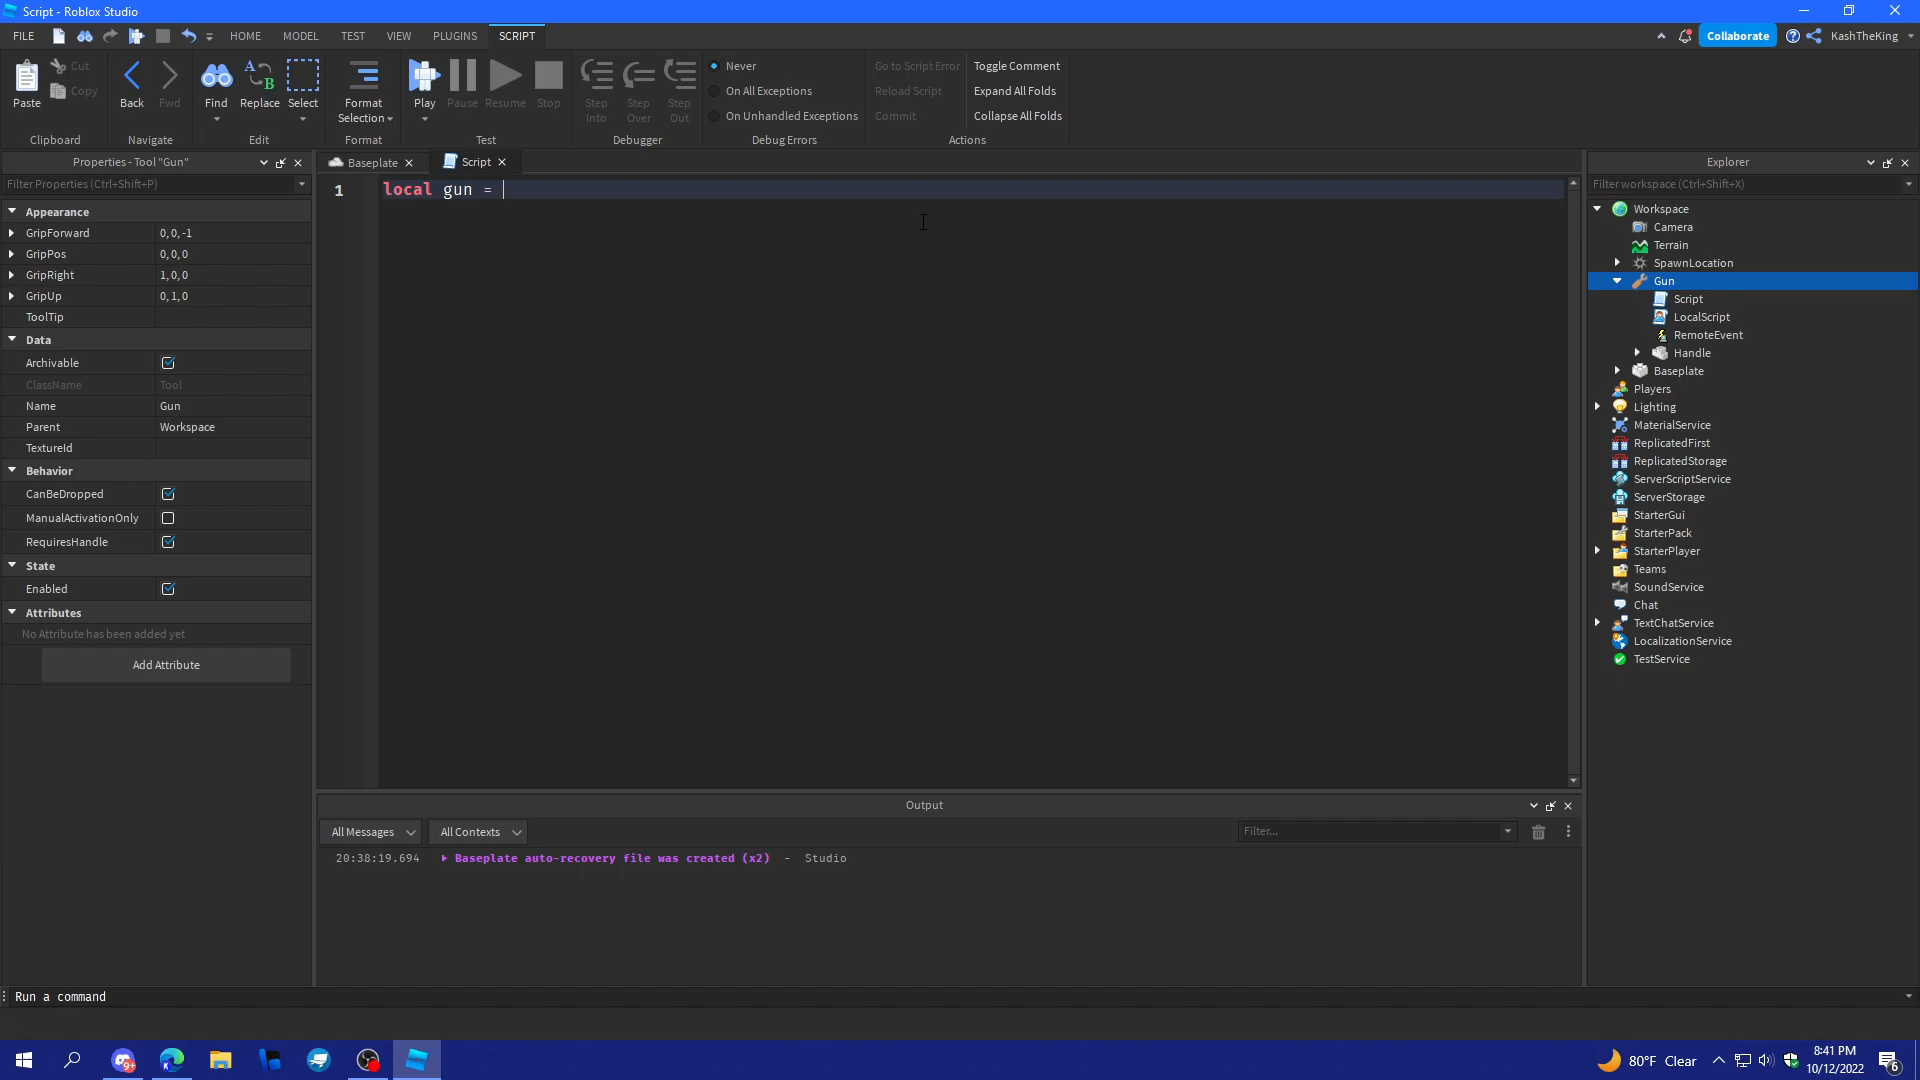 Script - Roblox Studio
FILE HOME MODEL TEST VIEW PLUGINS SCRIPT Collaborate KashTheKing
Paste Cut Copy Back Fwd Find Replace Select Format Selection Play Pause Resume Stop Step Into Step Over Step Out
Never
On All Exceptions
On Unhandled Exceptions
Go to Script Error
Reload Script
Commit
Toggle Comment
Expand All Folds
Collapse All Folds
Clipboard Navigate Edit Format Test Debugger Debug Errors Actions
Properties - Tool "Gun"
Filter Properties (Ctrl+Shift+P)
Appearance
GripForward 0, 0, -1
GripPos 0, 0, 0
GripRight 1, 0, 0
GripUp 0, 1, 0
ToolTip
Data
Archivable
ClassName Tool
Name Gun
Parent Workspace
TextureId
Behavior
CanBeDropped
ManualActivationOnly
RequiresHandle
State
Enabled
Attributes
No Attribute has been added yet
Add Attribute
Baseplate Script
1 local gun =
Output
All Messages All Contexts Filter...
20:38:19.694 Baseplate auto-recovery file was created (x2) - Studio
Explorer
Filter workspace (Ctrl+Shift+X)
Workspace
Camera
Terrain
SpawnLocation
Gun
Script
LocalScript
RemoteEvent
Handle
Baseplate
Players
Lighting
MaterialService
ReplicatedFirst
ReplicatedStorage
ServerScriptService
ServerStorage
StarterGui
StarterPack
StarterPlayer
Teams
SoundService
Chat
TextChatService
LocalizationService
TestService
Run a command
9+
K
80°F Clear
8:41 PM
10/12/2022
6